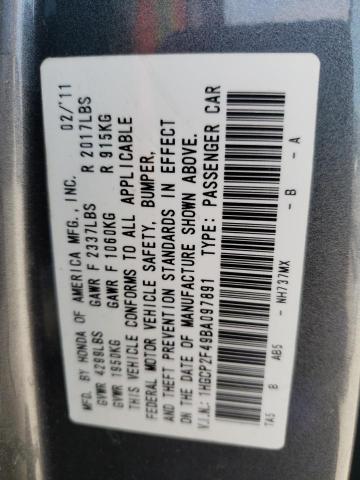 MFD. BY HONDA OF AMERICA MFG., INC. 02/'11
GVWR 4299LBS GAWR F 2337LBS R 2017LBS
GVWR 1950KG GAWR F 1060KG R 915KG
THIS VEHICLE CONFORMS TO ALL APPLICABLE
FEDERAL MOTOR VEHICLE SAFETY, BUMPER,
AND THEFT PREVENTION STANDARDS IN EFFECT
ON THE DATE OF MANUFACTURE SHOWN ABOVE.
V.I.N.: 1HGCP2F49BA097891 TYPE: PASSENGER CAR
TA5 B AB5 - NH737MX - B - A